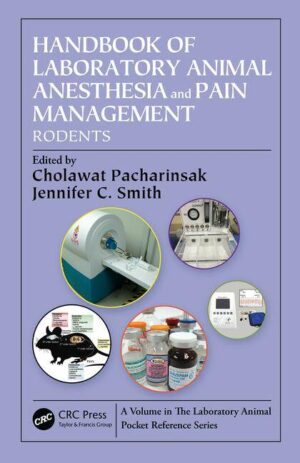 HANDBOOK OF
LABORATORY ANIMAL
ANESTHESIA and PAIN
MANAGEMENT
RODENTS
Edited by
Cholawat Pacharinsak
Jennifer C. Smith
CRC
CRC Press
Taylor & Francis Group
A Volume in The Laboratory Animal
Pocket Reference Series